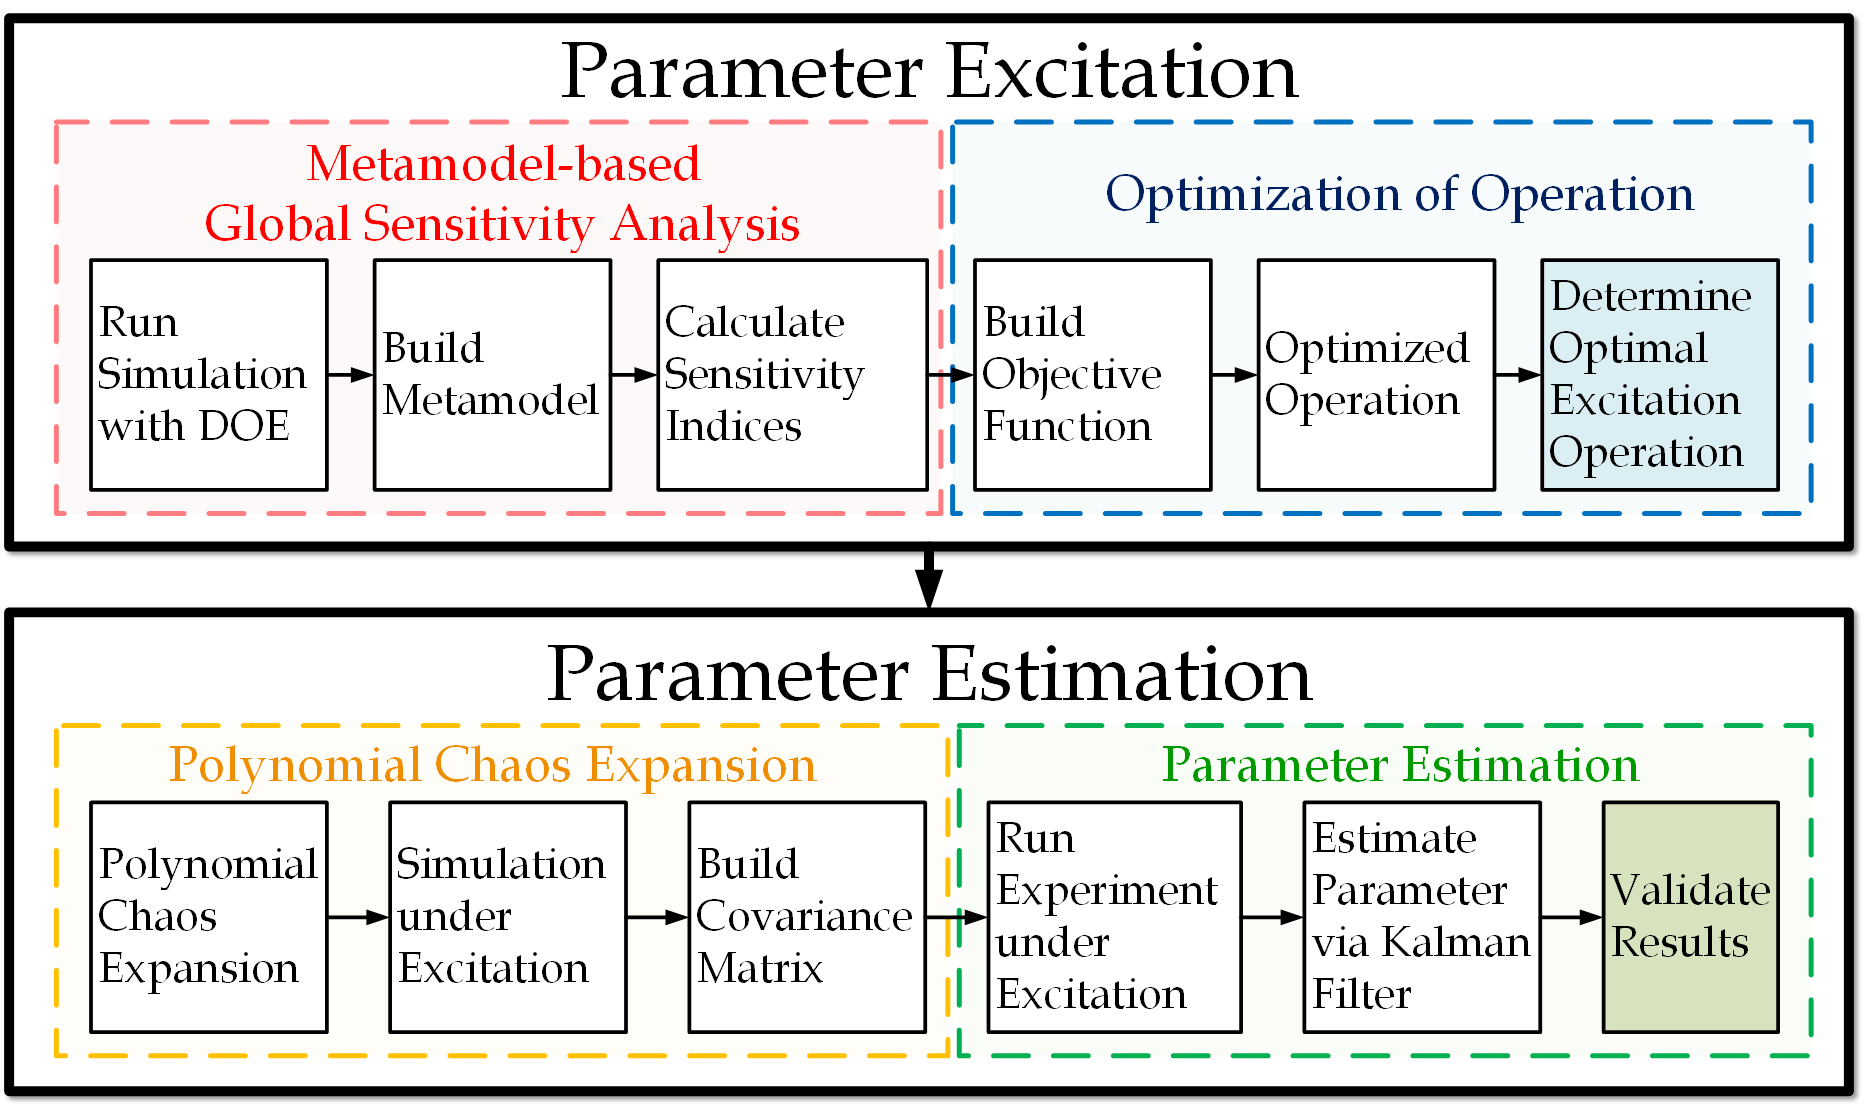 Parameter Excitation
Metamodel-based
Global Sensitivity Analysis
Run
Simulation
with DOE
Build
Metamodel
Calculate
Sensitivity
Indices
Optimization of Operation
Build
Objective
Function
Optimized
Operation
Determine
Optimal
Excitation
Operation
Parameter Estimation
Polynomial Chaos Expansion
Polynomial
Chaos
Expansion
Simulation
under
Excitation
Build
Covariance
Matrix
Parameter Estimation
Run
Experiment
under
Excitation
Estimate
Parameter
via Kalman
Filter
Validate
Results